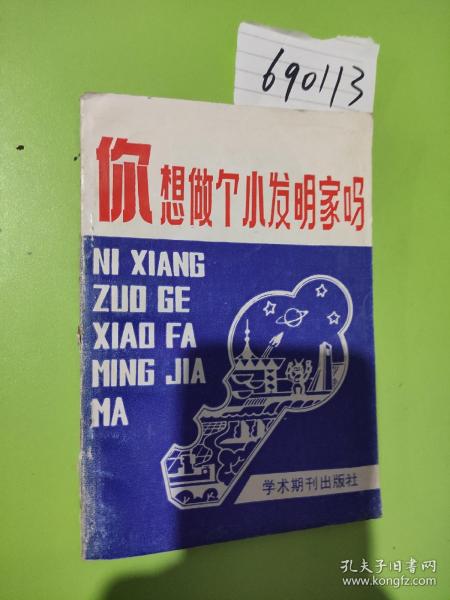 690113
你想做个小发明家吗
NI XIANG
ZUO GE
XIAO FA
MING JIA
MA
学术期刊出版社
孔夫子旧书网
www.kongfz.com